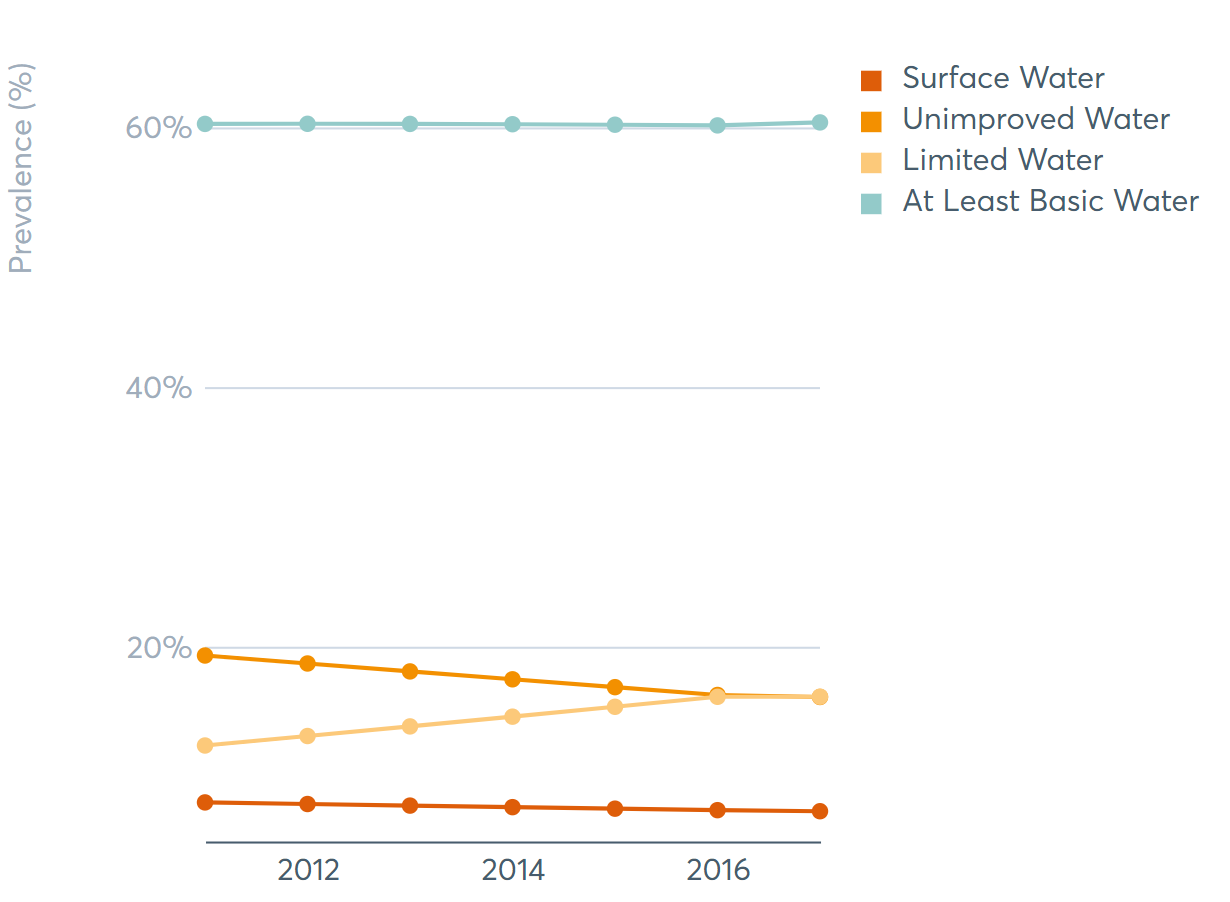 Prevalence (%)
60%
40%
20%
2012
2014
2016
Surface Water
Unimproved Water
Limited Water
At Least Basic Water